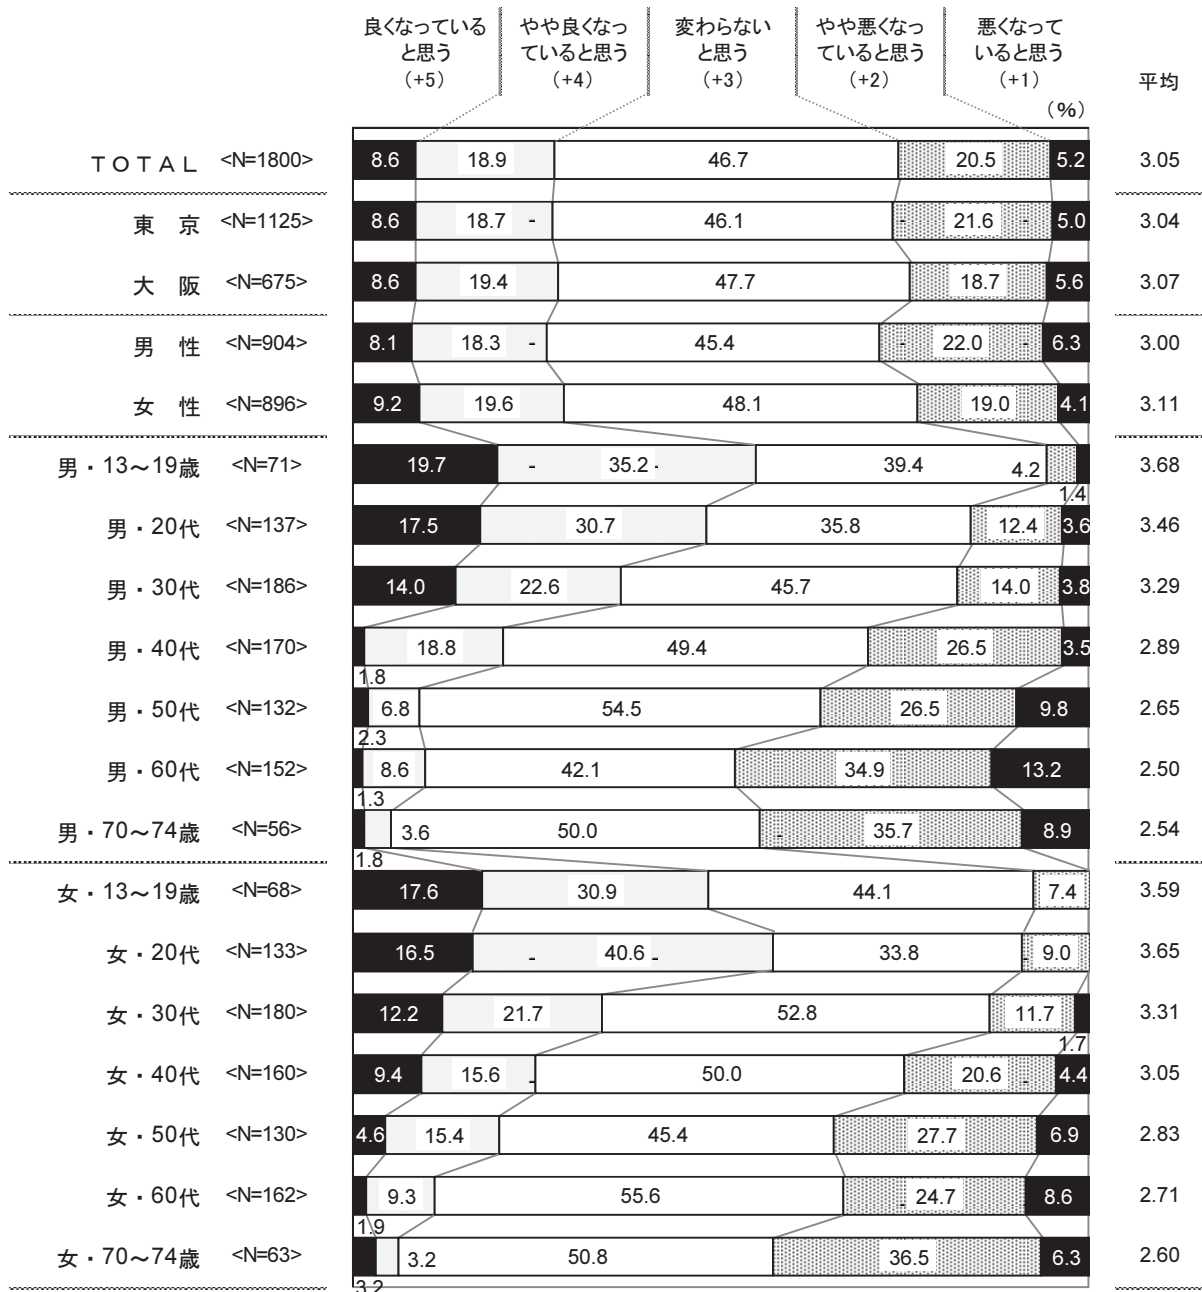 良くなっている やや良くなっ 変わらない やや悪くなっ 悪くなって
と思う ていると思う と思う ていると思う いると思う
（+5） （+4） （+3） （+2） （+1） 平均
（%）
ＴＯＴＡＬ <N=1800> 8.6 18.9 46.7 20.5 5.2 3.05
東 京 <N=1125> 8.6 18.7 46.1 21.6 5.0 3.04
大 阪 <N=675> 8.6 19.4 47.7 18.7 5.6 3.07
男 性 <N=904> 8.1 18.3 45.4 22.0 6.3 3.00
女 性 <N=896> 9.2 19.6 48.1 19.0 4.1 3.11
男・13～19歳 <N=71> 19.7 35.2 39.4 4.2 3.68
1.4
男・20代 <N=137> 17.5 30.7 35.8 12.4 3.6 3.46
男・30代 <N=186> 14.0 22.6 45.7 14.0 3.8 3.29
男・40代 <N=170> 18.8 49.4 26.5 3.5 2.89
1.8
男・50代 <N=132> 6.8 54.5 26.5 9.8 2.65
2.3
男・60代 <N=152> 8.6 42.1 34.9 13.2 2.50
1.3
男・70～74歳 <N=56> 3.6 50.0 35.7 8.9 2.54
1.8
女・13～19歳 <N=68> 17.6 30.9 44.1 7.4 3.59
女・20代 <N=133> 16.5 40.6 33.8 9.0 3.65
女・30代 <N=180> 12.2 21.7 52.8 11.7 3.31
1.7
女・40代 <N=160> 9.4 15.6 50.0 20.6 4.4 3.05
女・50代 <N=130> 4.6 15.4 45.4 27.7 6.9 2.83
女・60代 <N=162> 9.3 55.6 24.7 8.6 2.71
1.9
女・70～74歳 <N=63> 3.2 50.8 36.5 6.3 2.60
3.2